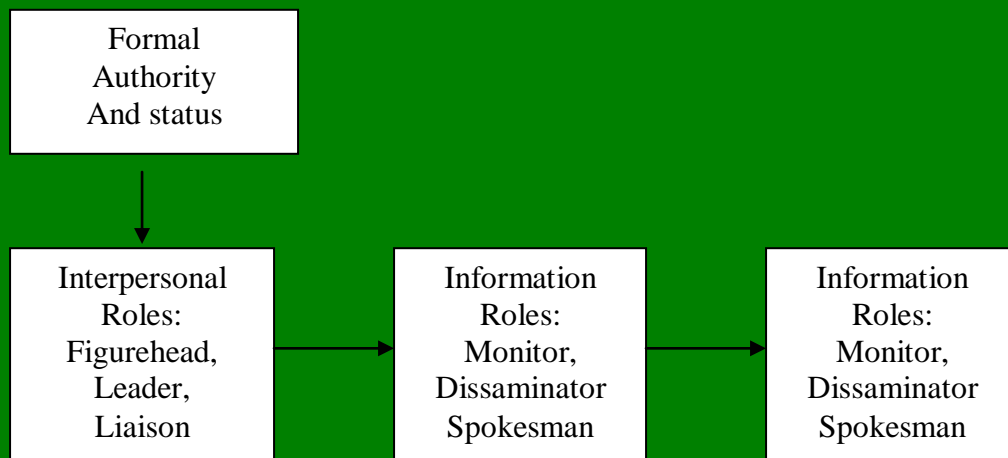 Formal
Authority
And status
Interpersonal
Roles:
Figurehead,
Leader,
Liaison
Information
Roles:
Monitor,
Dissaminator
Spokesman
Information
Roles:
Monitor,
Dissaminator
Spokesman